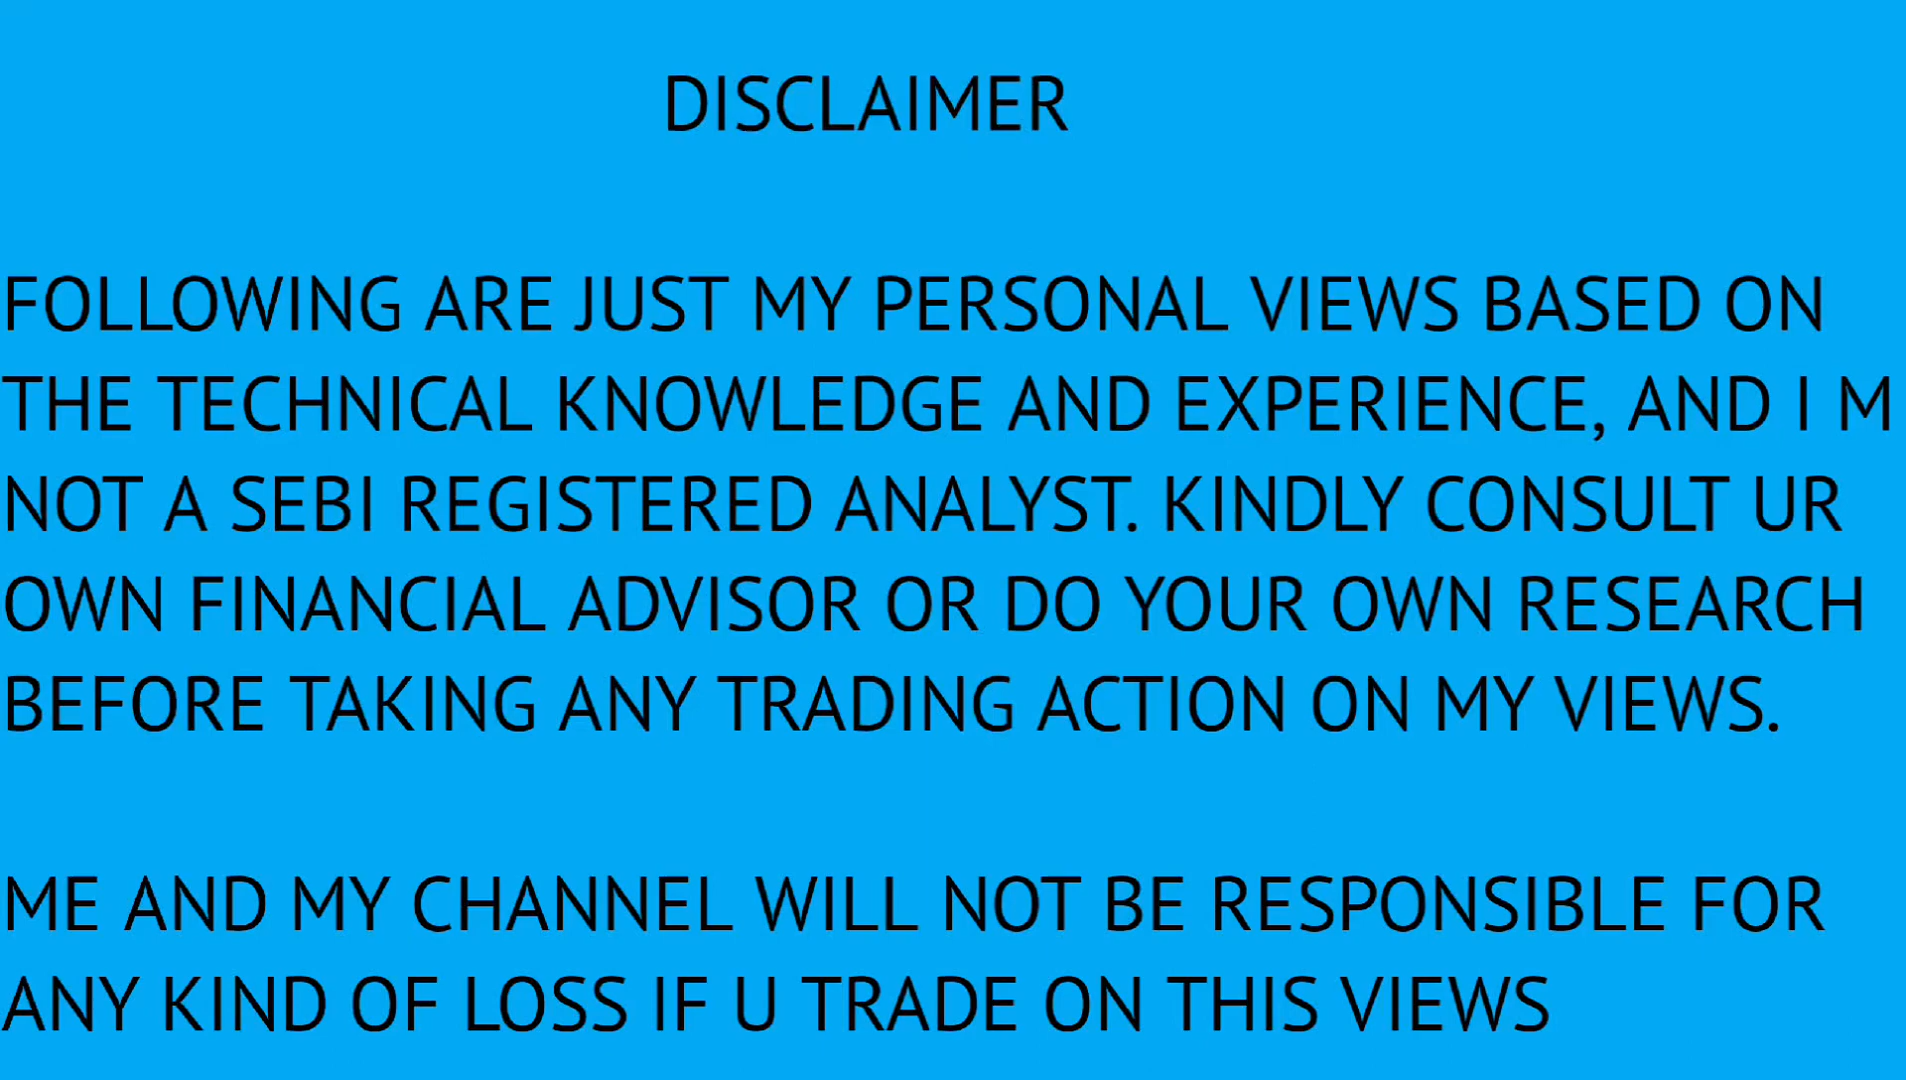 DISCLAIMER
FOLLOWING ARE JUST MY PERSONAL VIEWS BASED ON
THE TECHNICAL KNOWLEDGE AND EXPERIENCE, AND I M
NOT A SEBI REGISTERED ANALYST. KINDLY CONSULT UR
OWN FINANCIAL ADVISOR OR DO YOUR OWN RESEARCH
BEFORE TAKING ANY TRADING ACTION ON MY VIEWS.
ME AND MY CHANNEL WILL NOT BE RESPONSIBLE FOR
ANY KIND OF LOSS IF U TRADE ON THIS VIEWS